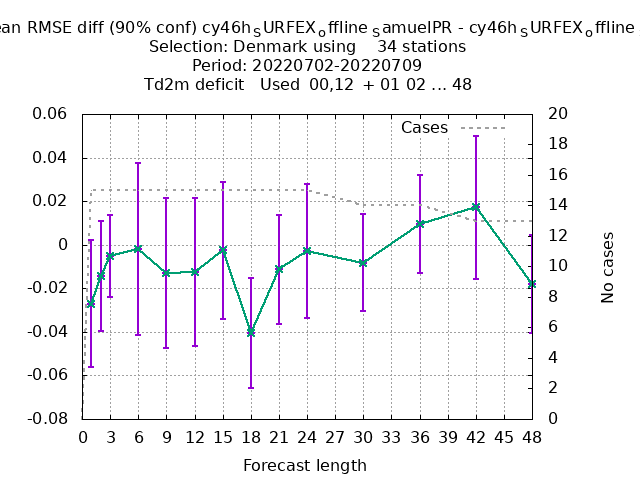 ean RMSE diff (90% conf) cy46h_SURFEX_offline_SamuelPR - cy46h_SURFEX_offline
Selection: Denmark using 34 stations
Period: 20220702-20220709
Td2m deficit Used 00,12 + 01 02 ... 48
Cases
0.06
0.04
0.02
0
-0.02
-0.04
-0.06
-0.08
20
18
16
14
12
10
8
6
4
2
0
No cases
0 3 6 9 12 15 18 21 24 27 30 33 36 39 42 45 48
Forecast length